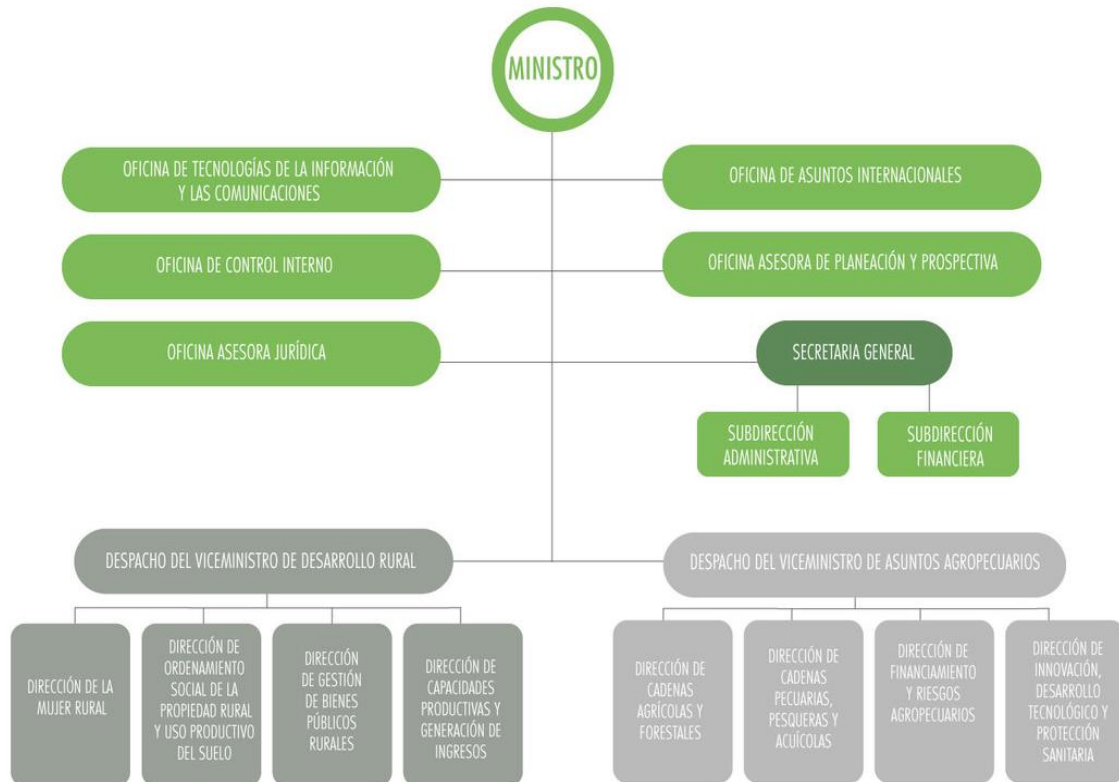 MINISTRO
OFICINA DE TECNOLOGÍAS DE LA INFORMACIÓN
Y LAS COMUNICACIONES
OFICINA DE ASUNTOS INTERNACIONALES
OFICINA DE CONTROL INTERNO
OFICINA ASESORA DE PLANEACIÓN Y PROSPECTIVA
OFICINA ASESORA JURÍDICA
SECRETARIA GENERAL
SUBDIRECCIÓN
ADMINISTRATIVA
SUBDIRECCIÓN
FINANCIERA
DESPACHO DEL VICEMINISTRO DE DESARROLLO RURAL
DESPACHO DEL VICEMINISTRO DE ASUNTOS AGROPECUARIOS
DIRECCIÓN DE LA
MUJER RURAL
DIRECCIÓN DE
ORDENAMIENTO
SOCIAL DE LA
PROPIEDAD RURAL
Y USO PRODUCTIVO
DEL SUELO
DIRECCIÓN
DE GESTIÓN
DE BIENES
PÚBLICOS
RURALES
DIRECCIÓN DE
CAPACIDADES
PRODUCTIVAS Y
GENERACIÓN DE
INGRESOS
DIRECCIÓN DE
CADENAS
AGRÍCOLAS Y
FORESTALES
DIRECCIÓN DE
CADENAS
PECUARIAS,
PESQUERAS Y
ACUÍCOLAS
DIRECCIÓN DE
FINANCIAMIENTO
Y RIESGOS
AGROPECUARIOS
DIRECCIÓN DE
INNOVACIÓN,
DESARROLLO
TECNOLÓGICO Y
PROTECCIÓN
SANITARIA